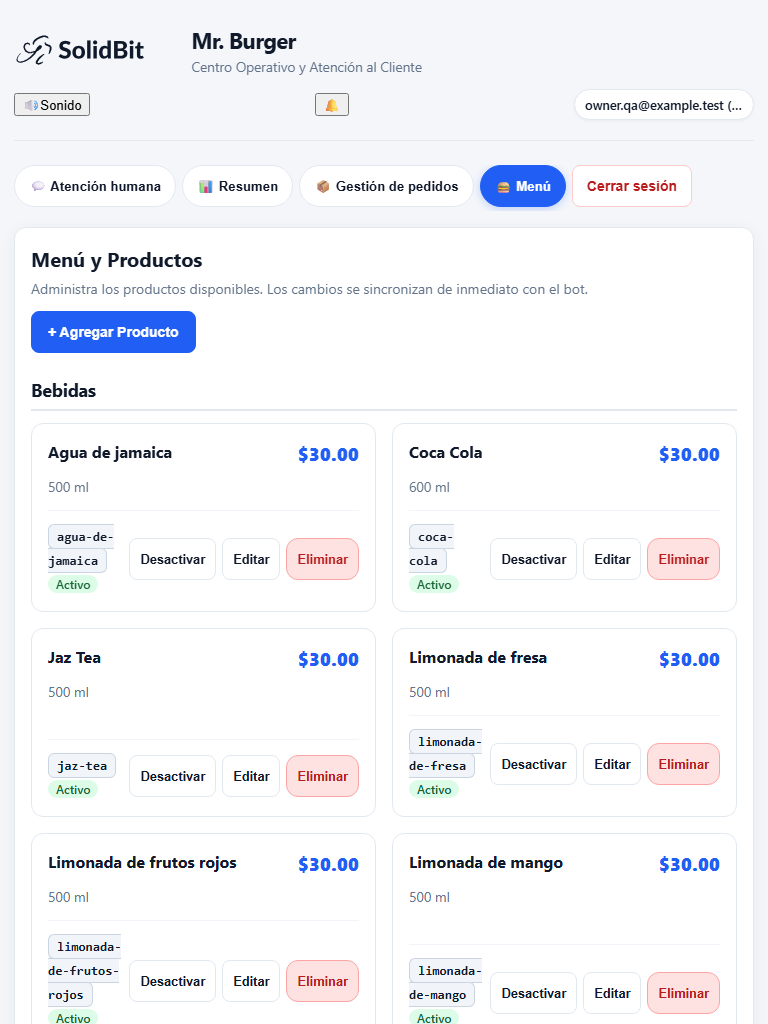 SolidBit
Mr. Burger
Centro Operativo y Atención al Cliente
Sonido
owner.qa@example.test (...
Atención humana
Resumen
Gestión de pedidos
Menú
Cerrar sesión
Menú y Productos
Administra los productos disponibles. Los cambios se sincronizan de inmediato con el bot.
+ Agregar Producto
Bebidas
Agua de jamaica
$30.00
500 ml
agua-de-
jamaica
Activo
Desactivar
Editar
Eliminar
Coca Cola
$30.00
600 ml
coca-
cola
Activo
Desactivar
Editar
Eliminar
Jaz Tea
$30.00
500 ml
jaz-tea
Activo
Desactivar
Editar
Eliminar
Limonada de fresa
$30.00
500 ml
limonada-
de-fresa
Activo
Desactivar
Editar
Eliminar
Limonada de frutos rojos
$30.00
500 ml
limonada-
de-frutos-
rojos
Activo
Desactivar
Editar
Eliminar
Limonada de mango
$30.00
500 ml
limonada-
de-mango
Activo
Desactivar
Editar
Eliminar